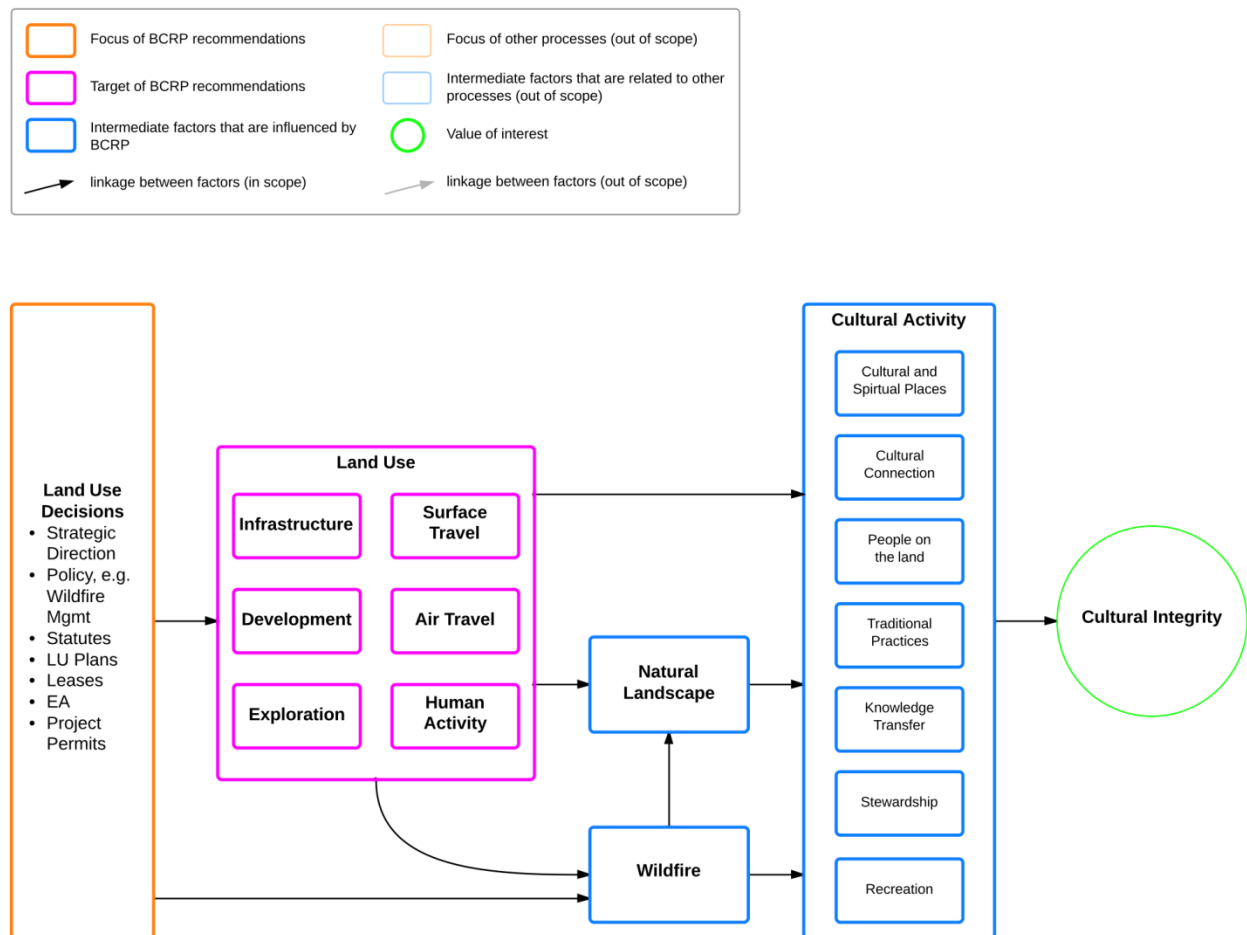 Focus of BCRP recommendations
Focus of other processes (out of scope)
Target of BCRP recommendations
Intermediate factors that are related to other
processes (out of scope)
Intermediate factors that are influenced by
BCRP
Value of interest
linkage between factors (in scope)
linkage between factors (out of scope)
Land Use
Decisions
• Strategic
Direction
• Policy, e.g.
Wildfire
Mgmt
• Statutes
• LU Plans
• Leases
• EA
• Project
Permits
Land Use
Infrastructure
Surface
Travel
Development
Air Travel
Exploration
Human
Activity
Natural
Landscape
Wildfire
Cultural Activity
Cultural and
Spirtual Places
Cultural
Connection
People on
the land
Traditional
Practices
Knowledge
Transfer
Stewardship
Recreation
Cultural Integrity